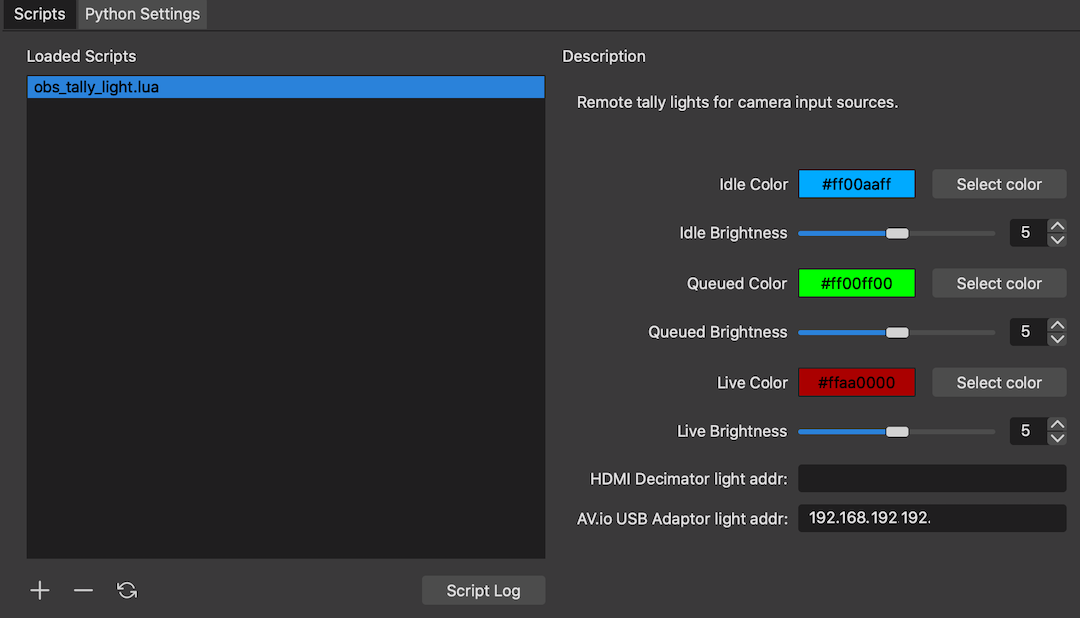 Scripts
Python Settings
Loaded Scripts
obs_tally_light.lua
Script Log
Description
Remote tally lights for camera input sources.
Idle Color #ff00aaff Select color
Idle Brightness 5
Queued Color #ff00ff00 Select color
Queued Brightness 5
Live Color #ffaa0000 Select color
Live Brightness 5
HDMI Decimator light addr:
AV.io USB Adaptor light addr: 192.168.192 192.